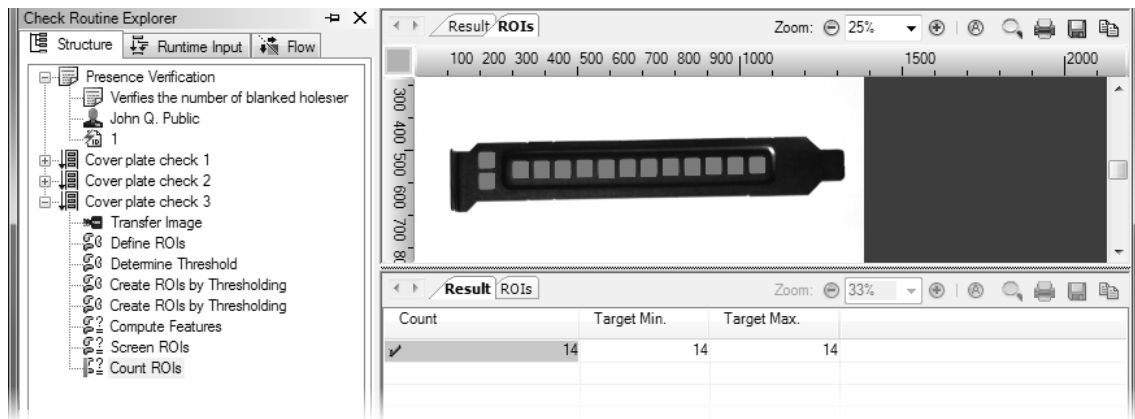 Check Routine Explorer
Structure Runtime Input Flow
Presence Verification
Verifies the number of blanked holesıer
John Q. Public
1
Cover plate check 1
Cover plate check 2
Cover plate check 3
Transfer Image
Define ROIs
Determine Threshold
Create ROIs by Thresholding
Create ROIs by Thresholding
Compute Features
Screen ROIs
Count ROIs
Result ROIs Zoom: 25%
100 200 300 400 500 600 700 800 900 1000 1500 2000
300 400 500 600 700 8
Result ROIs Zoom: 33%
Count Target Min. Target Max.
14 14 14